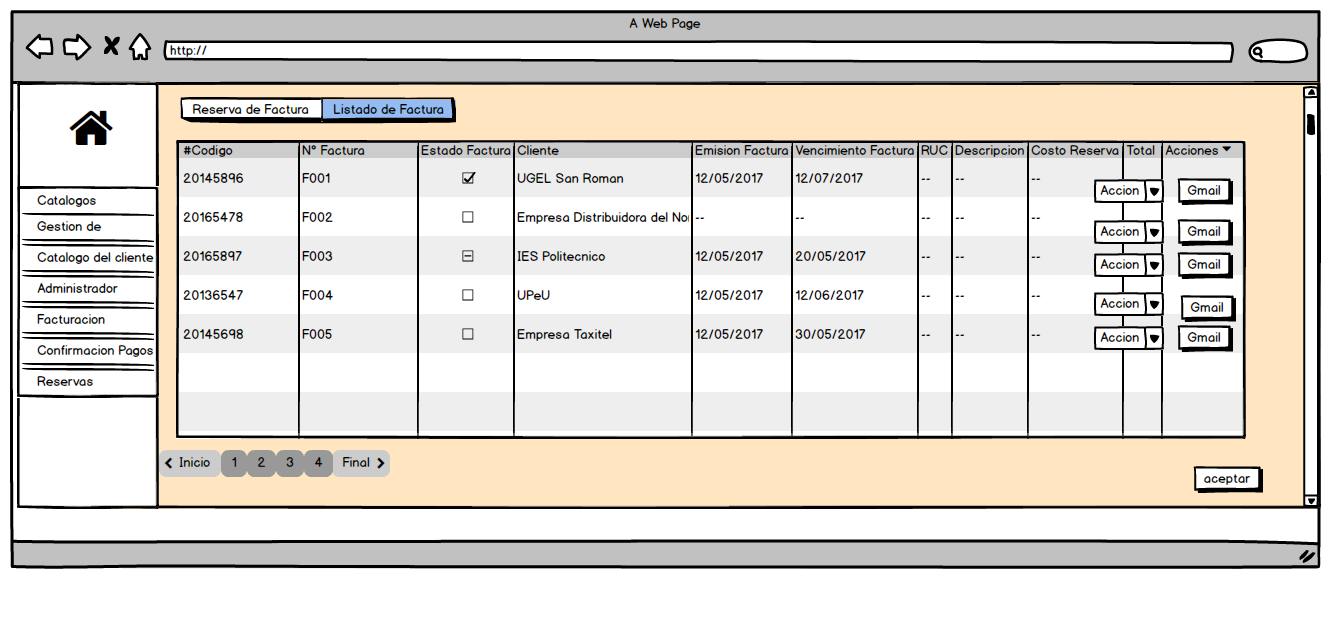 A Web Page
http://
Reserva de Factura Listado de Factura
Catalogos
Gestion de
Catalogo del cliente
Administrador
Facturacion
Confirmacion Pagos
Reservas
#Codigo N° Factura Estado Factura Cliente Emision Factura Vencimiento Factura RUC Descripcion Costo Reserva Total Acciones
20145896 F001 UGEL San Roman 12/05/2017 12/07/2017 -- -- -- Accion Gmail
20165478 F002 Empresa Distribuidora del Nor -- -- -- -- -- Accion Gmail
20165897 F003 IES Politecnico 12/05/2017 20/05/2017 -- -- -- Accion Gmail
20136547 F004 UPeU 12/05/2017 12/06/2017 -- -- -- Accion Gmail
20145698 F005 Empresa Taxitel 12/05/2017 30/05/2017 -- -- -- Accion Gmail
Inicio 1 2 3 4 Final
aceptar